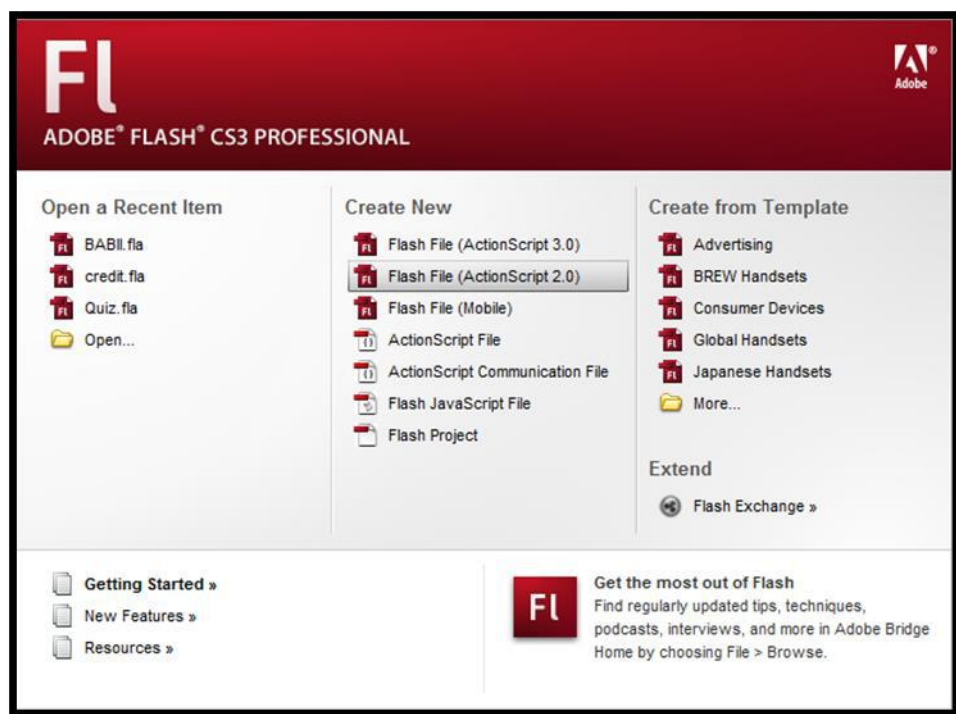 Fl
Adobe
ADOBE® FLASH® CS3 PROFESSIONAL
Open a Recent Item
BABII.fla
credit.fla
Quiz.fla
Open...
Create New
Flash File (ActionScript 3.0)
Flash File (ActionScript 2.0)
Flash File (Mobile)
ActionScript File
ActionScript Communication File
Flash JavaScript File
Flash Project
Create from Template
Advertising
BREW Handsets
Consumer Devices
Global Handsets
Japanese Handsets
More...
Extend
Flash Exchange »
Getting Started »
New Features »
Resources »
Fl
Get the most out of Flash
Find regularly updated tips, techniques,
podcasts, interviews, and more in Adobe Bridge
Home by choosing File > Browse.